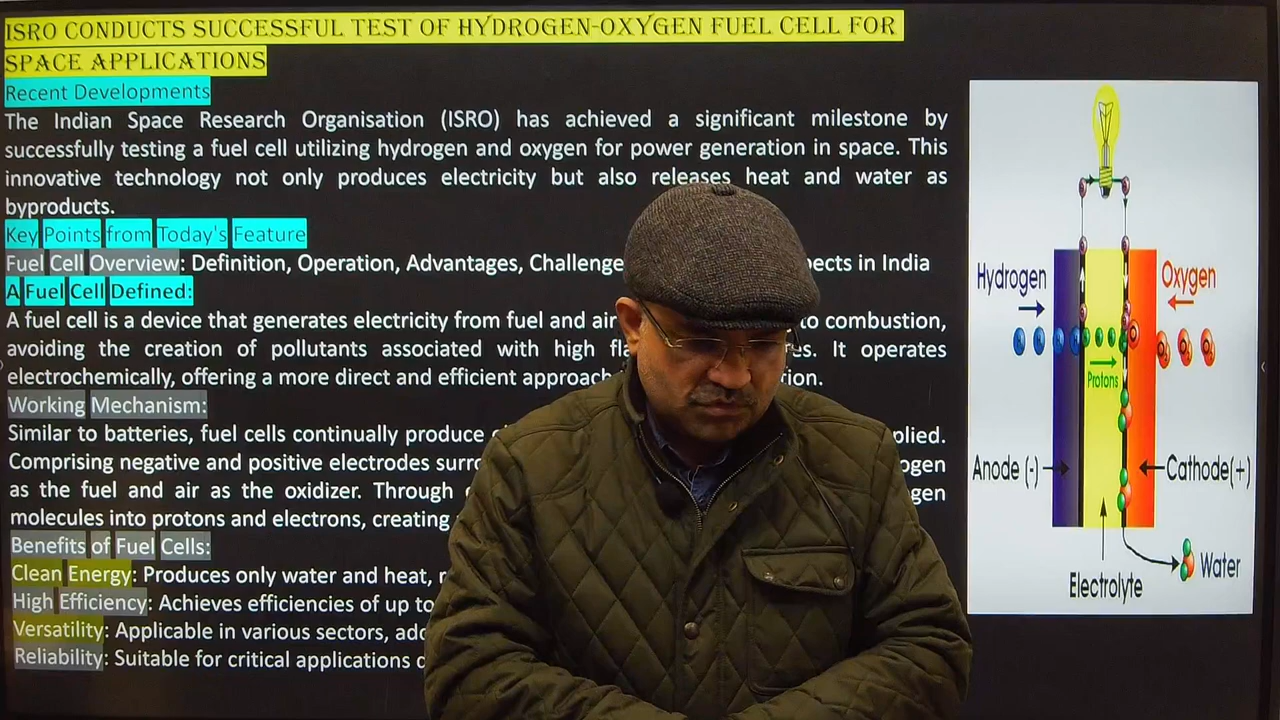 ISRO CONDUCTS SUCCESSFUL TEST OF HYDROGEN-OXYGEN FUEL CELL FOR
SPACE APPLICATIONS
Recent Developments
The Indian Space Research Organisation (ISRO) has achieved a significant milestone by
successfully testing a fuel cell utilizing hydrogen and oxygen for power generation in space. This
innovative technology not only produces electricity but also releases heat and water as
byproducts.
Key Points from Today's Feature
Fuel Cell Overview: Definition, Operation, Advantages, in India
A Fuel Cell Defined:
A fuel cell is a device that generates electricity from fuel and air to combustion,
avoiding the creation of pollutants associated with high It operates
electrochemically, offering a more direct and efficient approach
Working Mechanism:
Similar to batteries, fuel cells continually produce
Comprising negative and positive electrodes
as the fuel and air as the oxidizer. Through
molecules into protons and electrons, creating
Benefits of Fuel Cells:
Clean Energy: Produces only water and heat,
High Efficiency: Achieves efficiencies of up to
Versatility: Applicable in various sectors,
Reliability: Suitable for critical applications
Hydrogen
Oxygen
O₂ O₂ O₂
Protons
Anode (-)
Cathode(+)
Electrolyte
Water